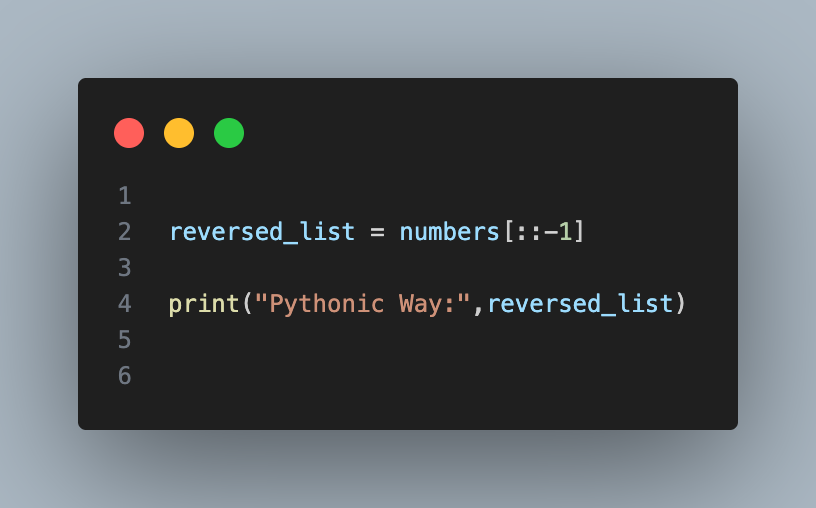 1
2 reversed_list = numbers[::-1]
3
4 print("Pythonic Way:",reversed_list)
5
6